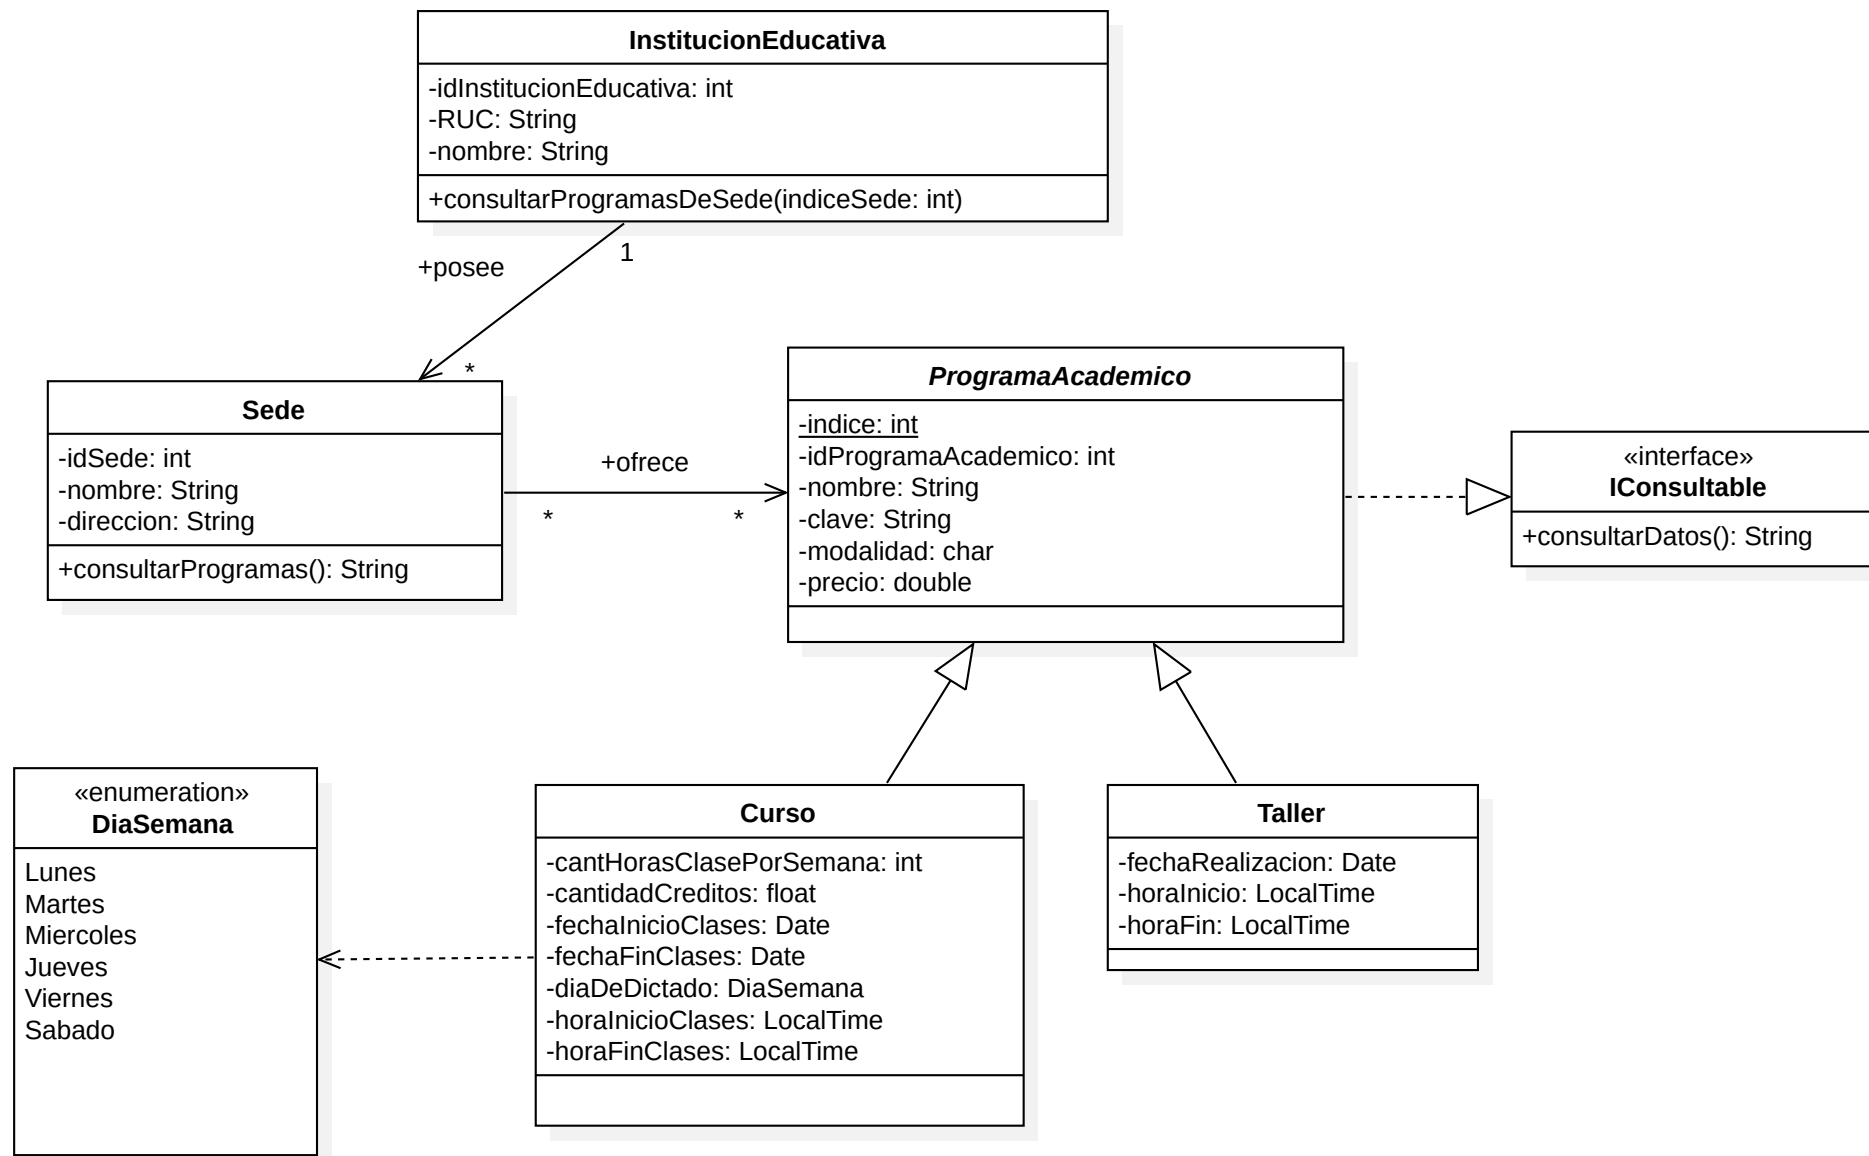 InstitucionEducativa
-idInstitucionEducativa: int
-RUC: String
-nombre: String
+consultarProgramasDeSede(indiceSede: int)
+posee
1
*
Sede
-idSede: int
-nombre: String
-direccion: String
+consultarProgramas(): String
+ofrece
*
*
ProgramaAcademico
-indice: int
-idProgramaAcademico: int
-nombre: String
-clave: String
-modalidad: char
-precio: double
«interface»
IConsultable
+consultarDatos(): String
«enumeration»
DiaSemana
Lunes
Martes
Miercoles
Jueves
Viernes
Sabado
Curso
-cantHorasClasePorSemana: int
-cantidadCreditos: float
-fechaInicioClases: Date
-fechaFinClases: Date
-diaDeDictado: DiaSemana
-horaInicioClases: LocalTime
-horaFinClases: LocalTime
Taller
-fechaRealizacion: Date
-horaInicio: LocalTime
-horaFin: LocalTime